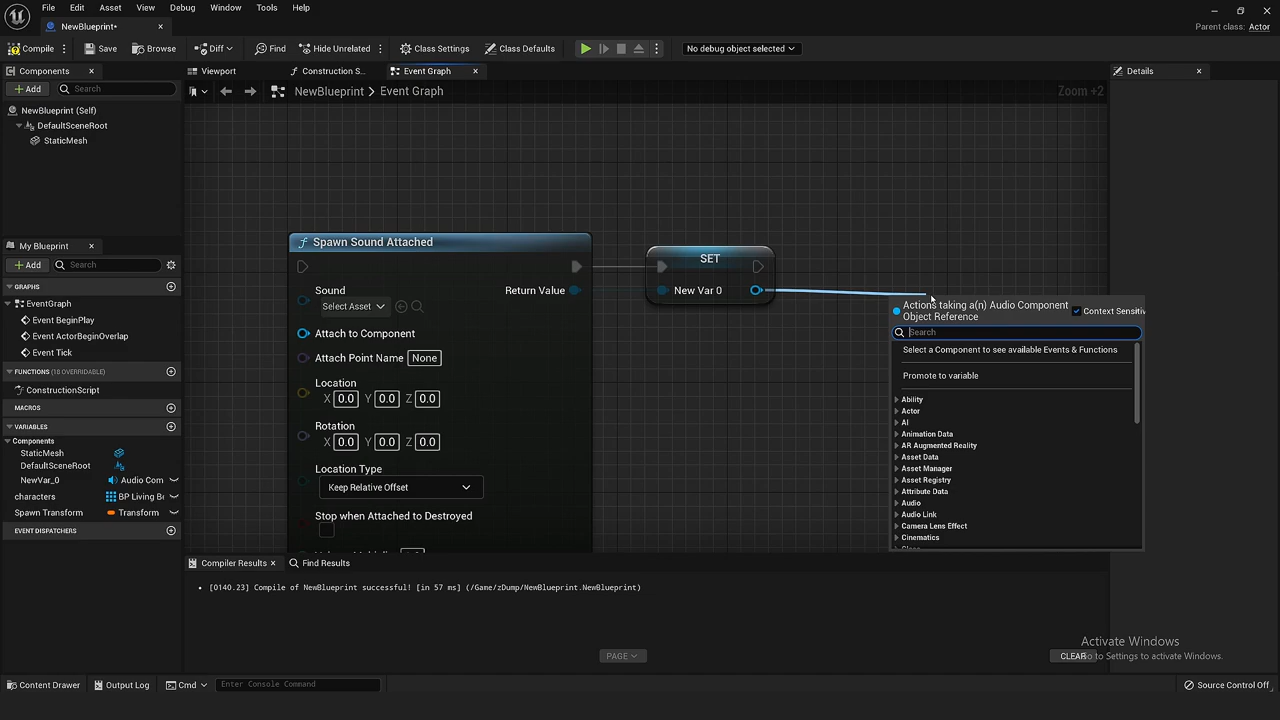 File Edit Asset View Debug Window Tools Help
NewBlueprint*
Parent class: Actor
Compile Save Browse Diff Find Hide Unrelated Class Settings Class Defaults No debug object selected
Components
Viewport Construction S... Event Graph
Details
Add Search
NewBlueprint > Event Graph
Zoom +2
NewBlueprint (Self)
DefaultSceneRoot
StaticMesh
My Blueprint
Add Search
GRAPHS
EventGraph
Event BeginPlay
Event ActorBeginOverlap
Event Tick
FUNCTIONS (18 OVERRIDABLE)
ConstructionScript
MACROS
VARIABLES
Components
StaticMesh
DefaultSceneRoot
NewVar_0 Audio Com
characters BP Living Be
Spawn Transform Transform
EVENT DISPATCHERS
f Spawn Sound Attached
Sound
Select Asset
Return Value
Attach to Component
Attach Point Name None
Location
X 0.0 Y 0.0 Z 0.0
Rotation
X 0.0 Y 0.0 Z 0.0
Location Type
Keep Relative Offset
Stop when Attached to Destroyed
SET
New Var 0
Actions taking a(n) Audio Component
Object Reference
Context Sensitiv
Search
Select a Component to see available Events & Functions
Promote to variable
Ability
Actor
AI
Animation Data
AR Augmented Reality
Asset Data
Asset Manager
Asset Registry
Attribute Data
Audio
Audio Link
Camera Lens Effect
Cinematics
Compiler Results Find Results
[0140.23] Compile of NewBlueprint successful! [in 57 ms] (/Game/zDump/NewBlueprint.NewBlueprint)
PAGE
CLEAR
Activate Windows
Go to Settings to activate Windows.
Content Drawer Output Log Cmd Enter Console Command
Source Control Off